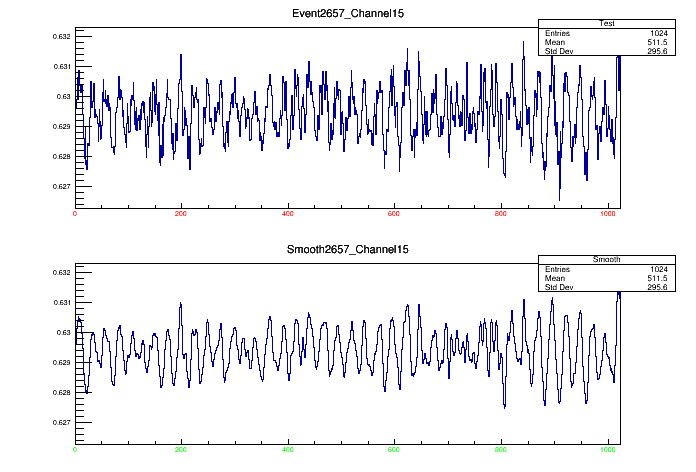 Event2657_Channel15
Test
Entries 1024
Mean 511.5
Std Dev 295.6
0.632
0.631
0.63
0.629
0.628
0.627
0 200 400 600 800 1000
Smooth2657_Channel15
Smooth
Entries 1024
Mean 511.5
Std Dev 295.6
0.632
0.631
0.63
0.629
0.628
0.627
0 200 400 600 800 1000